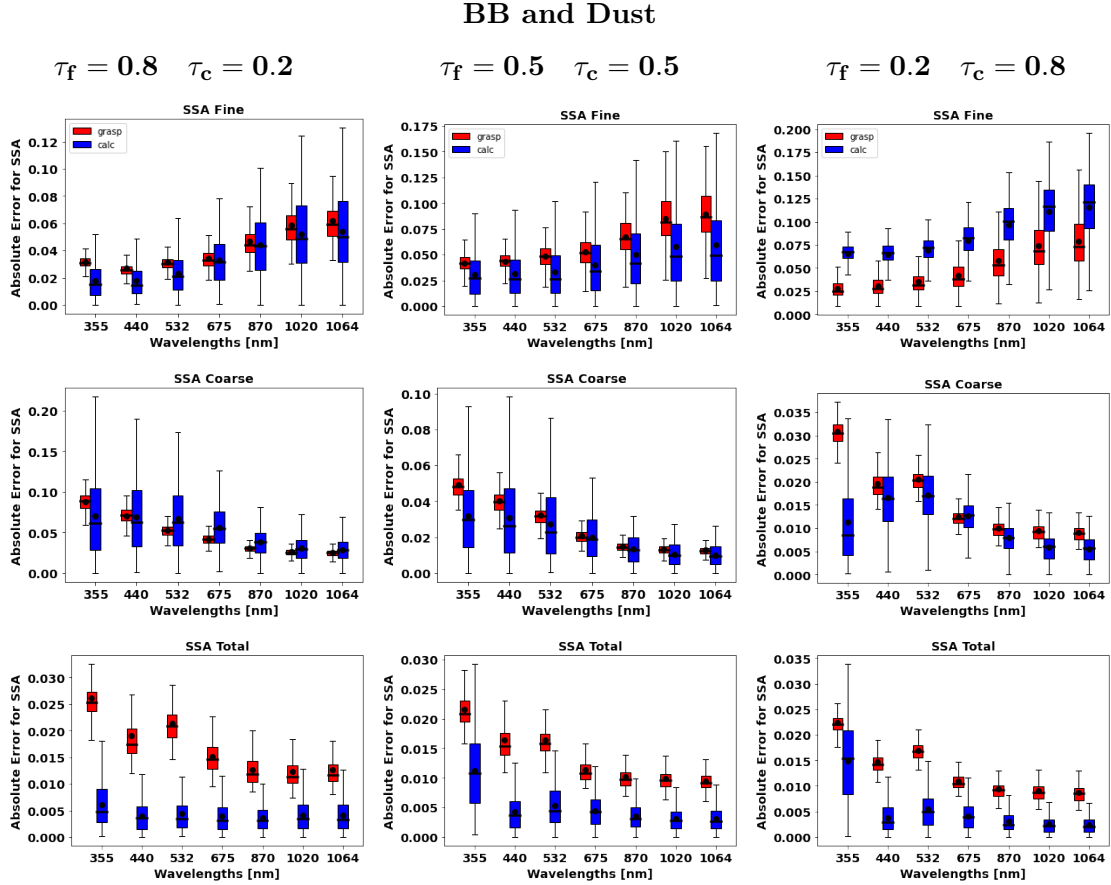 BB and Dust
τf = 0.8 τc = 0.2
τf = 0.5 τc = 0.5
τf = 0.2 τc = 0.8
SSA Fine
Absolute Error for SSA
0.12
0.10
0.08
0.06
0.04
0.02
0.00
grasp
calc
355 440 532 675 870 1020 1064
Wavelengths [nm]
SSA Fine
Absolute Error for SSA
0.175
0.150
0.125
0.100
0.075
0.050
0.025
0.000
grasp
calc
355 440 532 675 870 1020 1064
Wavelengths [nm]
SSA Fine
Absolute Error for SSA
0.200
0.175
0.150
0.125
0.100
0.075
0.050
0.025
0.000
grasp
calc
355 440 532 675 870 1020 1064
Wavelengths [nm]
SSA Coarse
Absolute Error for SSA
0.20
0.15
0.10
0.05
0.00
355 440 532 675 870 1020 1064
Wavelengths [nm]
SSA Coarse
Absolute Error for SSA
0.10
0.08
0.06
0.04
0.02
0.00
355 440 532 675 870 1020 1064
Wavelengths [nm]
SSA Coarse
Absolute Error for SSA
0.035
0.030
0.025
0.020
0.015
0.010
0.005
0.000
355 440 532 675 870 1020 1064
Wavelengths [nm]
SSA Total
Absolute Error for SSA
0.030
0.025
0.020
0.015
0.010
0.005
0.000
355 440 532 675 870 1020 1064
Wavelengths [nm]
SSA Total
Absolute Error for SSA
0.030
0.025
0.020
0.015
0.010
0.005
0.000
355 440 532 675 870 1020 1064
Wavelengths [nm]
SSA Total
Absolute Error for SSA
0.035
0.030
0.025
0.020
0.015
0.010
0.005
0.000
355 440 532 675 870 1020 1064
Wavelengths [nm]